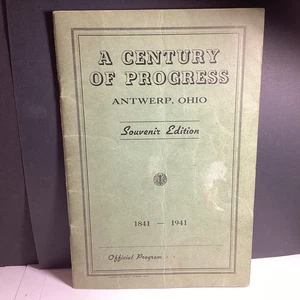 A CENTURY
OF PROGRESS
ANTWERP, OHIO
Souvenir Edition
1841 — 1941
Official Program